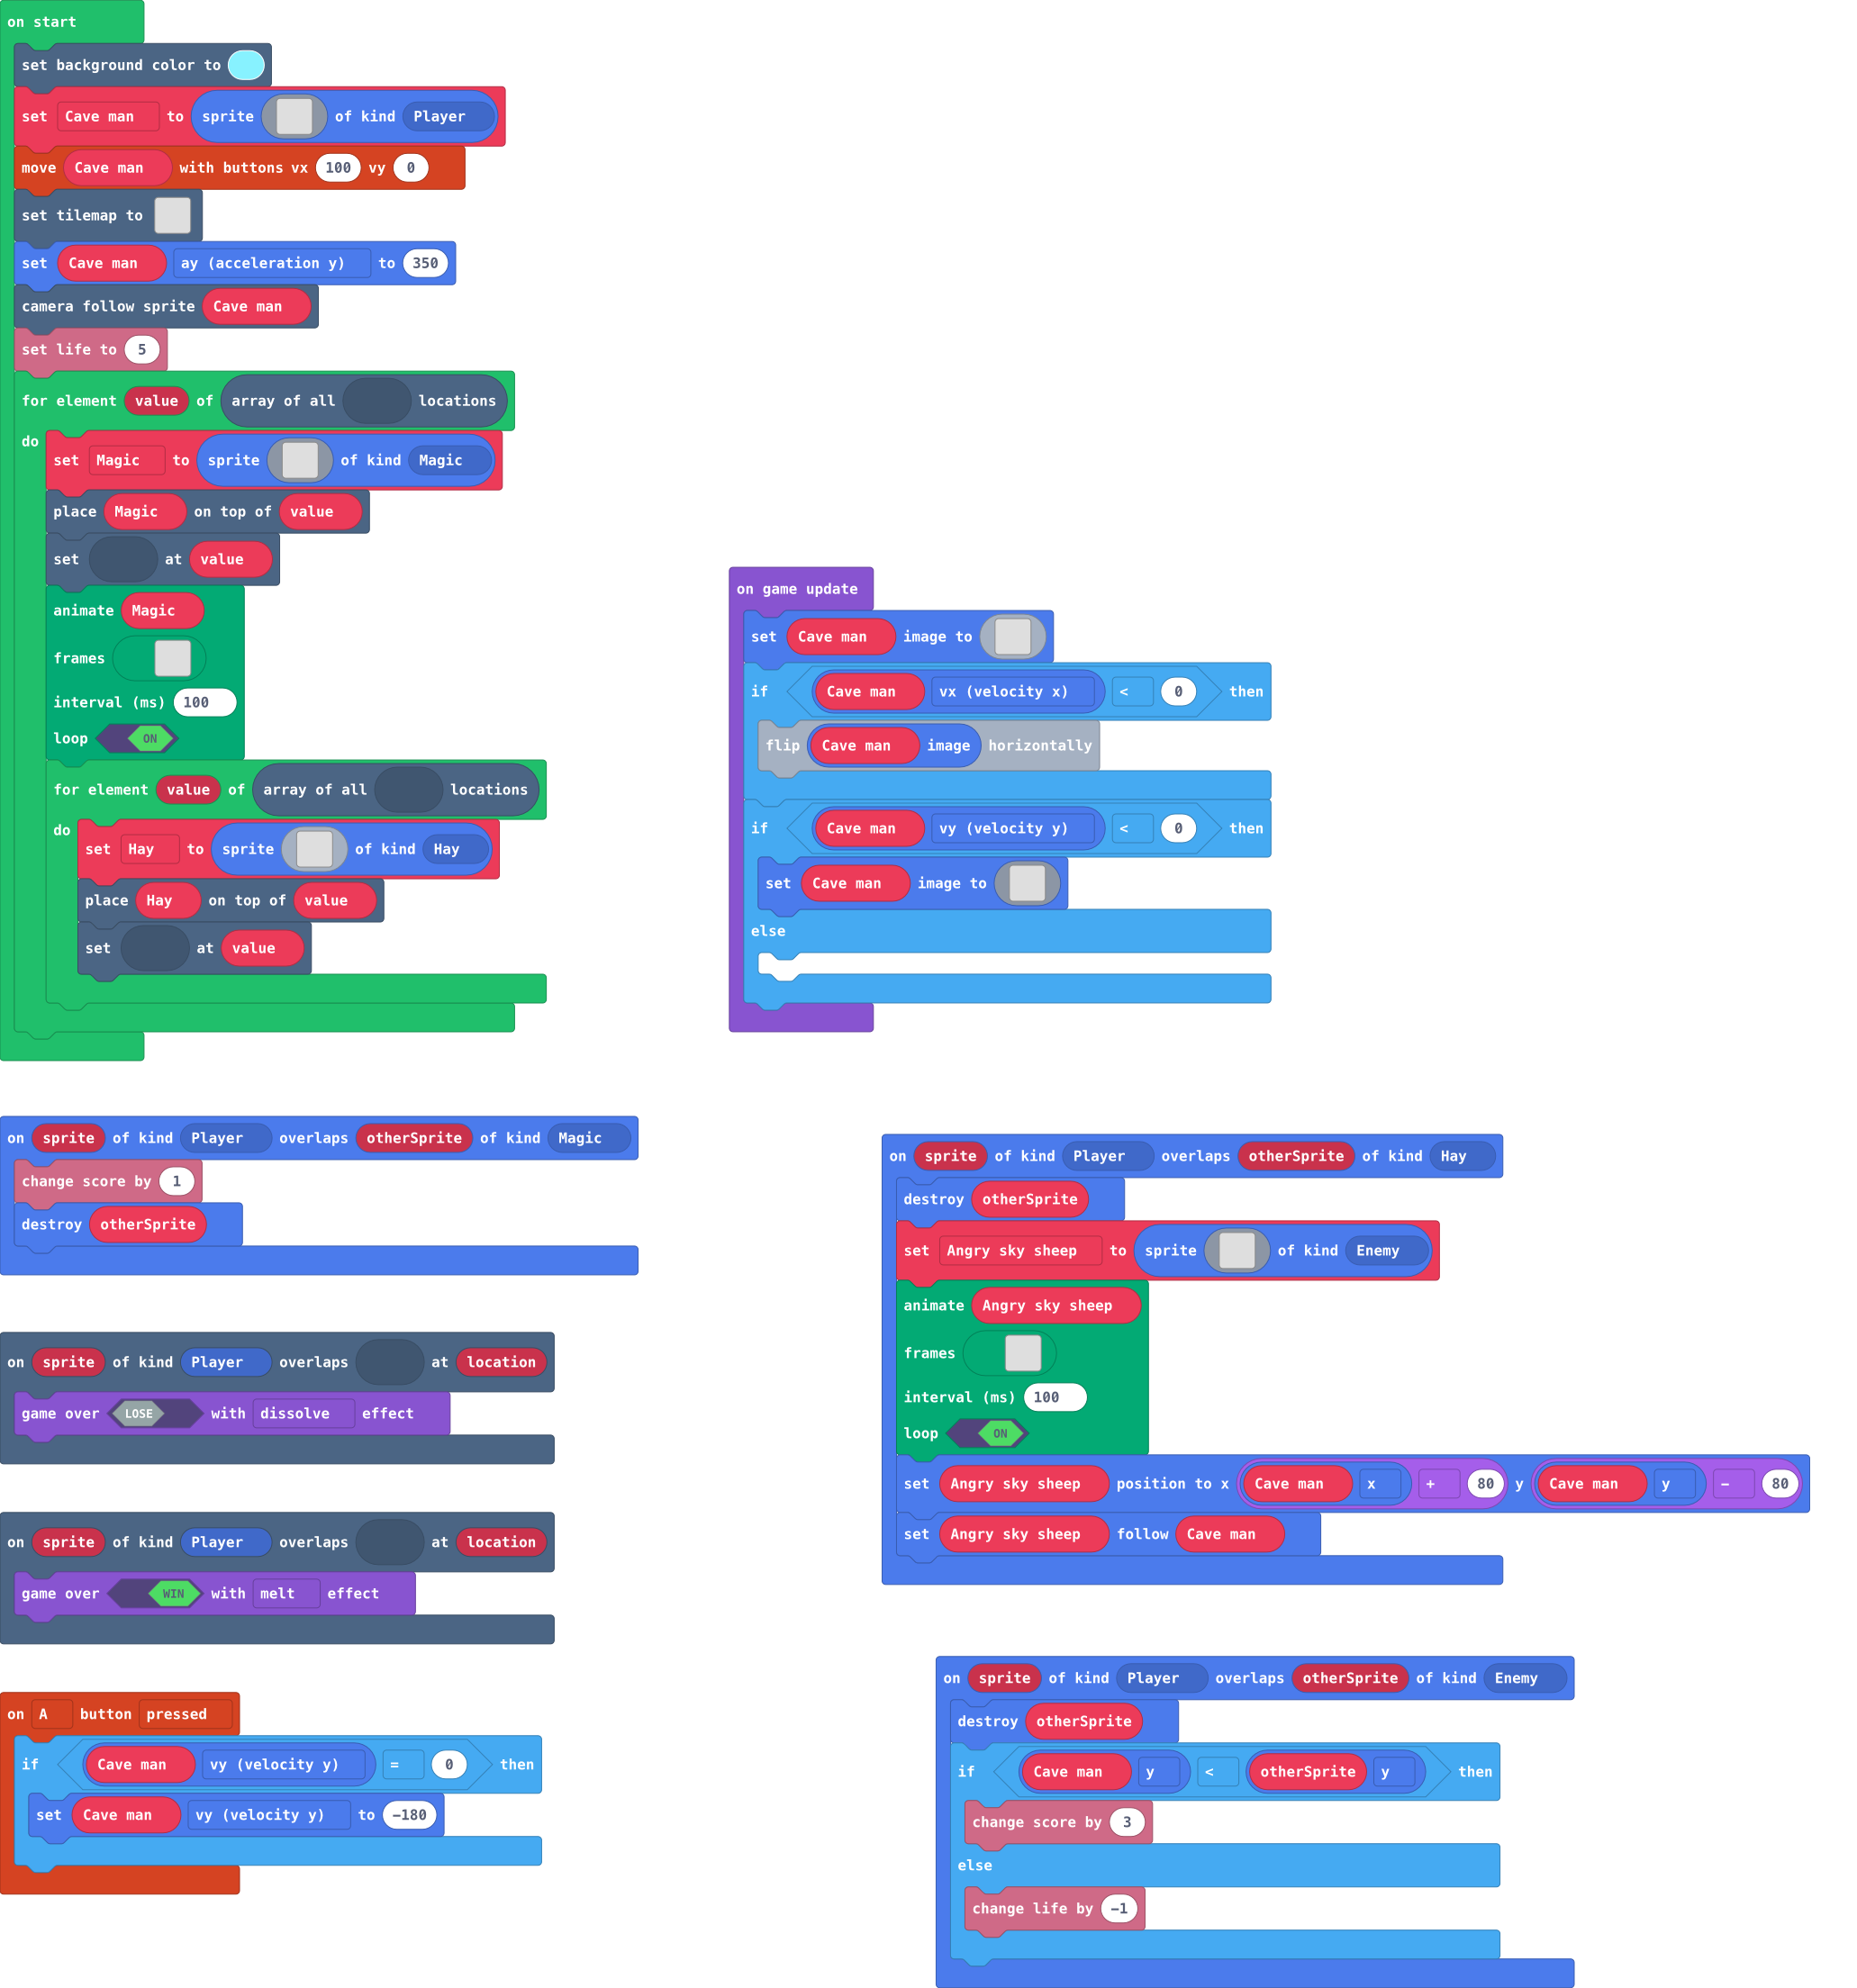 on start
set background color to
set Cave man to sprite of kind Player
move Cave man with buttons vx 100 vy 0
set tilemap to
set Cave man ay (acceleration y) to 350
camera follow sprite Cave man
set life to 5
for element value of array of all locations
do
set Magic to sprite of kind Magic
place Magic on top of value
set at value
animate Magic
frames
interval (ms) 100
loop ON
for element value of array of all locations
do
set Hay to sprite of kind Hay
place Hay on top of value
set at value
on game update
set Cave man image to
if Cave man vx (velocity x) < 0 then
flip Cave man image horizontally
if Cave man vy (velocity y) < 0 then
set Cave man image to
else
on sprite of kind Player overlaps otherSprite of kind Magic
change score by 1
destroy otherSprite
on sprite of kind Player overlaps at location
game over LOSE with dissolve effect
on sprite of kind Player overlaps at location
game over WIN with melt effect
on A button pressed
if Cave man vy (velocity y) = 0 then
set Cave man vy (velocity y) to −180
on sprite of kind Player overlaps otherSprite of kind Hay
destroy otherSprite
set Angry sky sheep to sprite of kind Enemy
animate Angry sky sheep
frames
interval (ms) 100
loop ON
set Angry sky sheep position to x Cave man x + 80 y Cave man y − 80
set Angry sky sheep follow Cave man
on sprite of kind Player overlaps otherSprite of kind Enemy
destroy otherSprite
if Cave man y < otherSprite y then
change score by 3
else
change life by −1